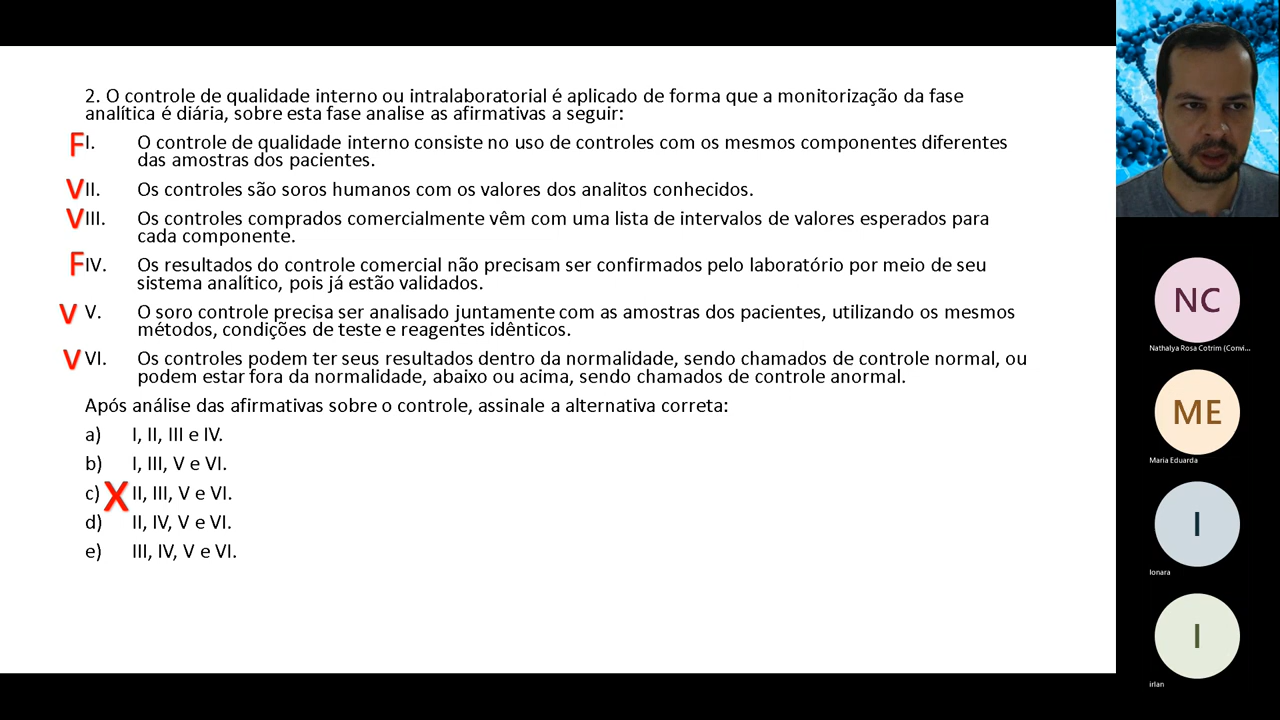 2. O controle de qualidade interno ou intralaboratorial é aplicado de forma que a monitorização da fase
analítica é diária, sobre esta fase analise as afirmativas a seguir:
F I. O controle de qualidade interno consiste no uso de controles com os mesmos componentes diferentes
das amostras dos pacientes.
V II. Os controles são soros humanos com os valores dos analitos conhecidos.
V III. Os controles comprados comercialmente vêm com uma lista de intervalos de valores esperados para
cada componente.
F IV. Os resultados do controle comercial não precisam ser confirmados pelo laboratório por meio de seu
sistema analítico, pois já estão validados.
V V. O soro controle precisa ser analisado juntamente com as amostras dos pacientes, utilizando os mesmos
métodos, condições de teste e reagentes idênticos.
V VI. Os controles podem ter seus resultados dentro da normalidade, sendo chamados de controle normal, ou
podem estar fora da normalidade, abaixo ou acima, sendo chamados de controle anormal.
Após análise das afirmativas sobre o controle, assinale a alternativa correta:
a) I, II, III e IV.
b) I, III, V e VI.
c) X II, III, V e VI.
d) II, IV, V e VI.
e) III, IV, V e VI.
NC
Nathalya Rosa Cotrim (Convi...
ME
Maria Eduarda
I
Ionara
I
irlan